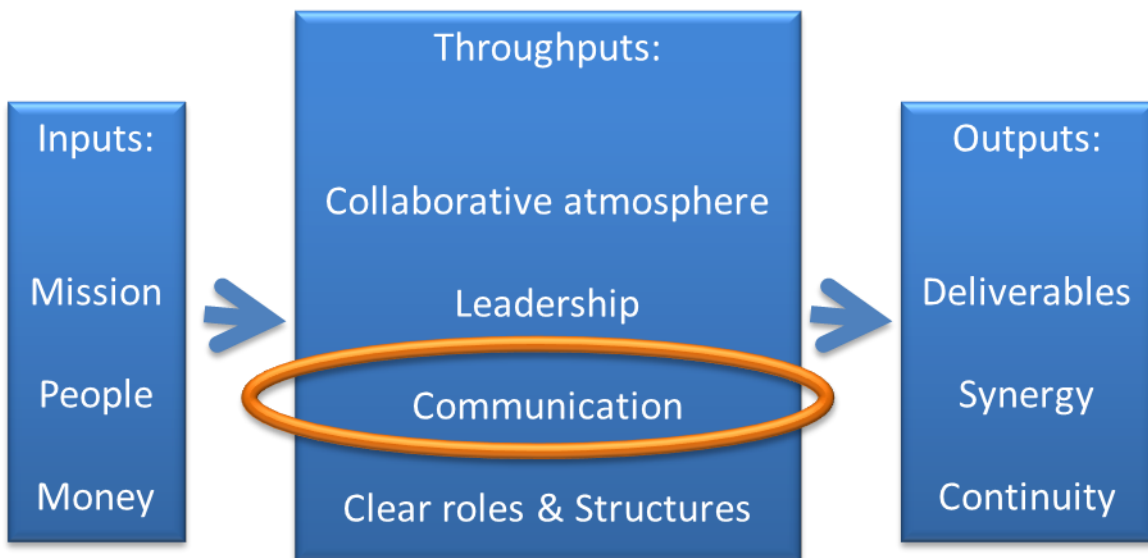 Inputs:
Mission
People
Money
Throughputs:
Collaborative atmosphere
Leadership
Communication
Clear roles & Structures
Outputs:
Deliverables
Synergy
Continuity